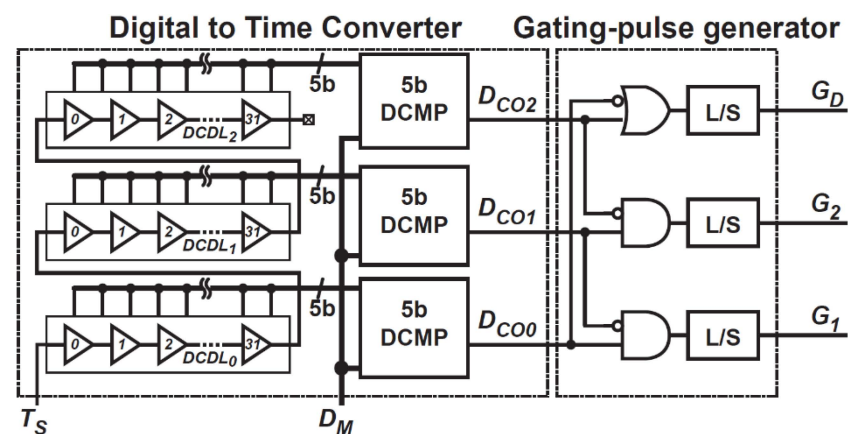 Digital to Time Converter
Gating-pulse generator
5b
0 1 2 31
DCDL2
5b
DCMP
DCO2
L/S
GD
5b
0 1 2 31
DCDL1
5b
DCMP
DCO1
L/S
G2
5b
0 1 2 31
DCDL0
5b
DCMP
DCO0
L/S
G1
TS
DM